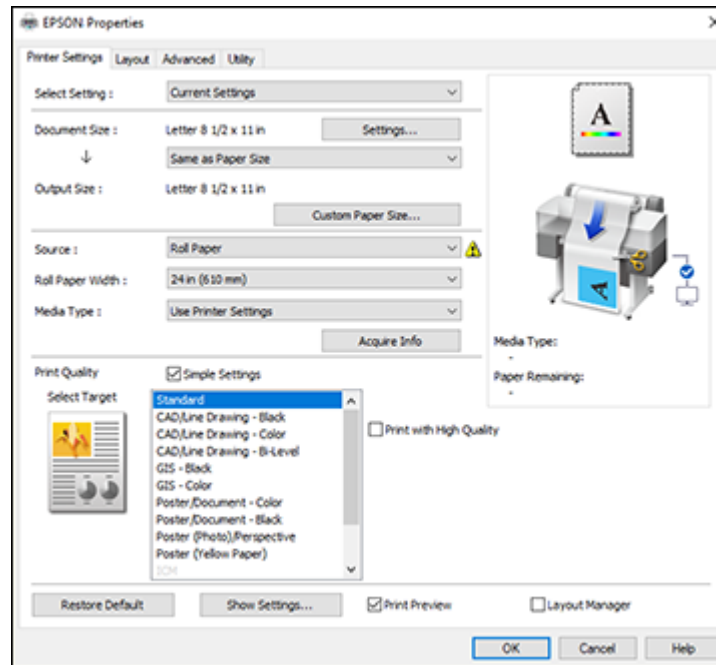 EPSON Properties
Printer Settings Layout Advanced Utility
Select Setting : Current Settings
Document Size : Letter 8 1/2 x 11 in Settings...
Same as Paper Size
Output Size : Letter 8 1/2 x 11 in
Custom Paper Size...
Source : Roll Paper
Roll Paper Width : 24 in (610 mm)
Media Type : Use Printer Settings
Acquire Info
Print Quality Simple Settings
Select Target
Standard
CAD/Line Drawing - Black
CAD/Line Drawing - Color
CAD/Line Drawing - Bi-Level
GIS - Black
GIS - Color
Poster/Document - Color
Poster/Document - Black
Poster (Photo)/Perspective
Poster (Yellow Paper)
ICM
Print with High Quality
A
A
Media Type:
-
Paper Remaining:
-
Restore Default Show Settings... Print Preview Layout Manager
OK Cancel Help